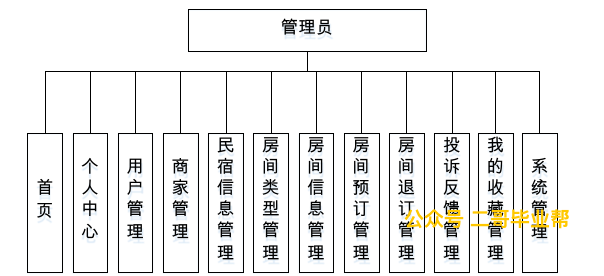 管理员
首页
个人中心
用户管理
商家管理
民宿信息管理
房间类型管理
房间信息管理
房间预订管理
房间退订管理
投诉反馈管理
我的收藏管理
系统管理
公众号 二哥毕业帮